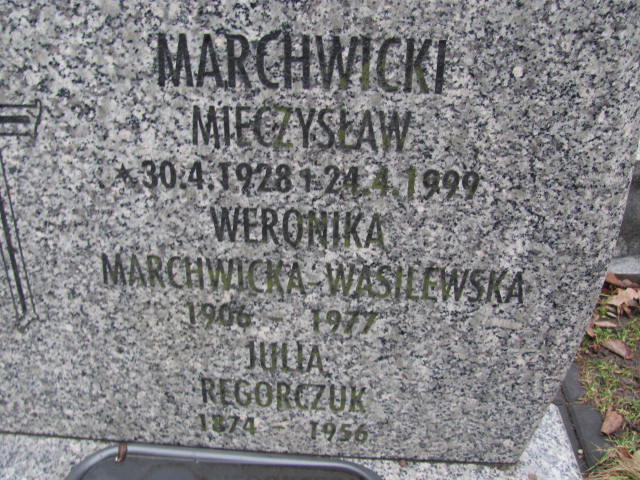 MARCHWICKI
MIECZYSŁAW
*30.4.1928 + 24.4.1999
WERONIKA
MARCHWICKA-WASILEWSKA
1906 - 1977
JULIA
REGORCZUK
1874 - 1956